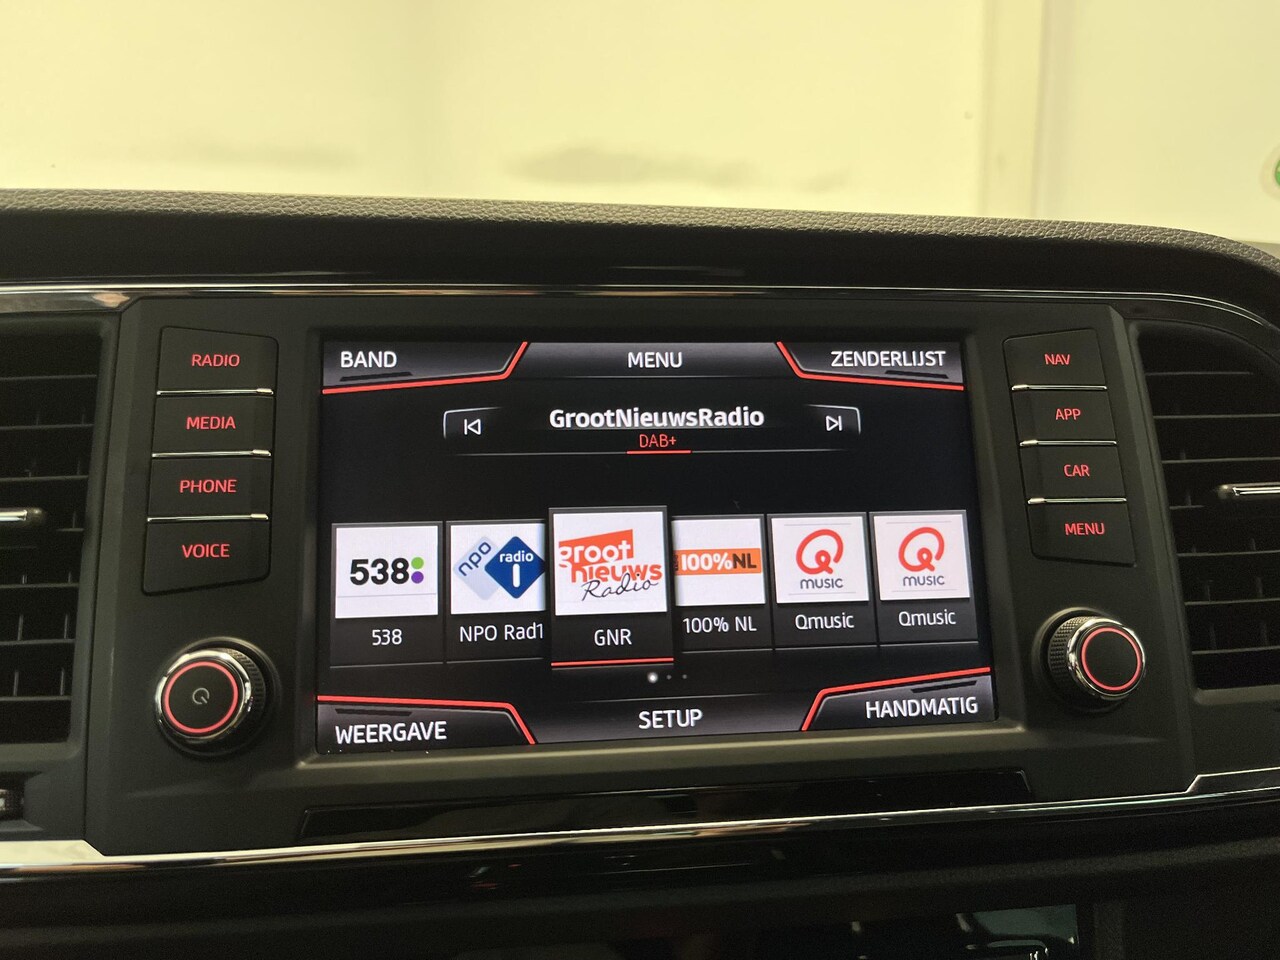 RADIO
MEDIA
PHONE
VOICE
BAND
MENU
ZENDERLIJST
GrootNieuwsRadio
DAB+
538
538
npo radio 1
NPO Rad1
groot
nieuws
Radio
GNR
100%NL
100% NL
Q
MUSIC
Qmusic
Q
MUSIC
Qmusic
WEERGAVE
SETUP
HANDMATIG
NAV
APP
CAR
MENU